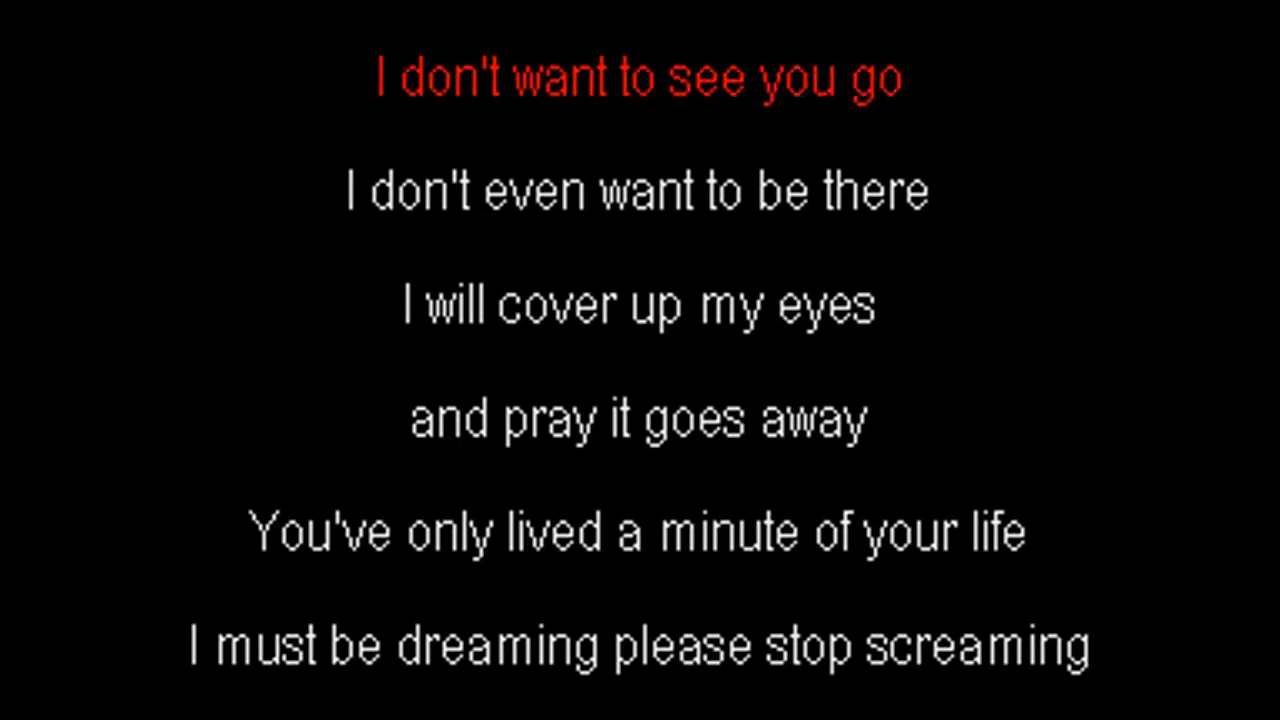 I don't want to see you go
I don't even want to be there
I will cover up my eyes
and pray it goes away
You've only lived a minute of your life
I must be dreaming please stop screaming